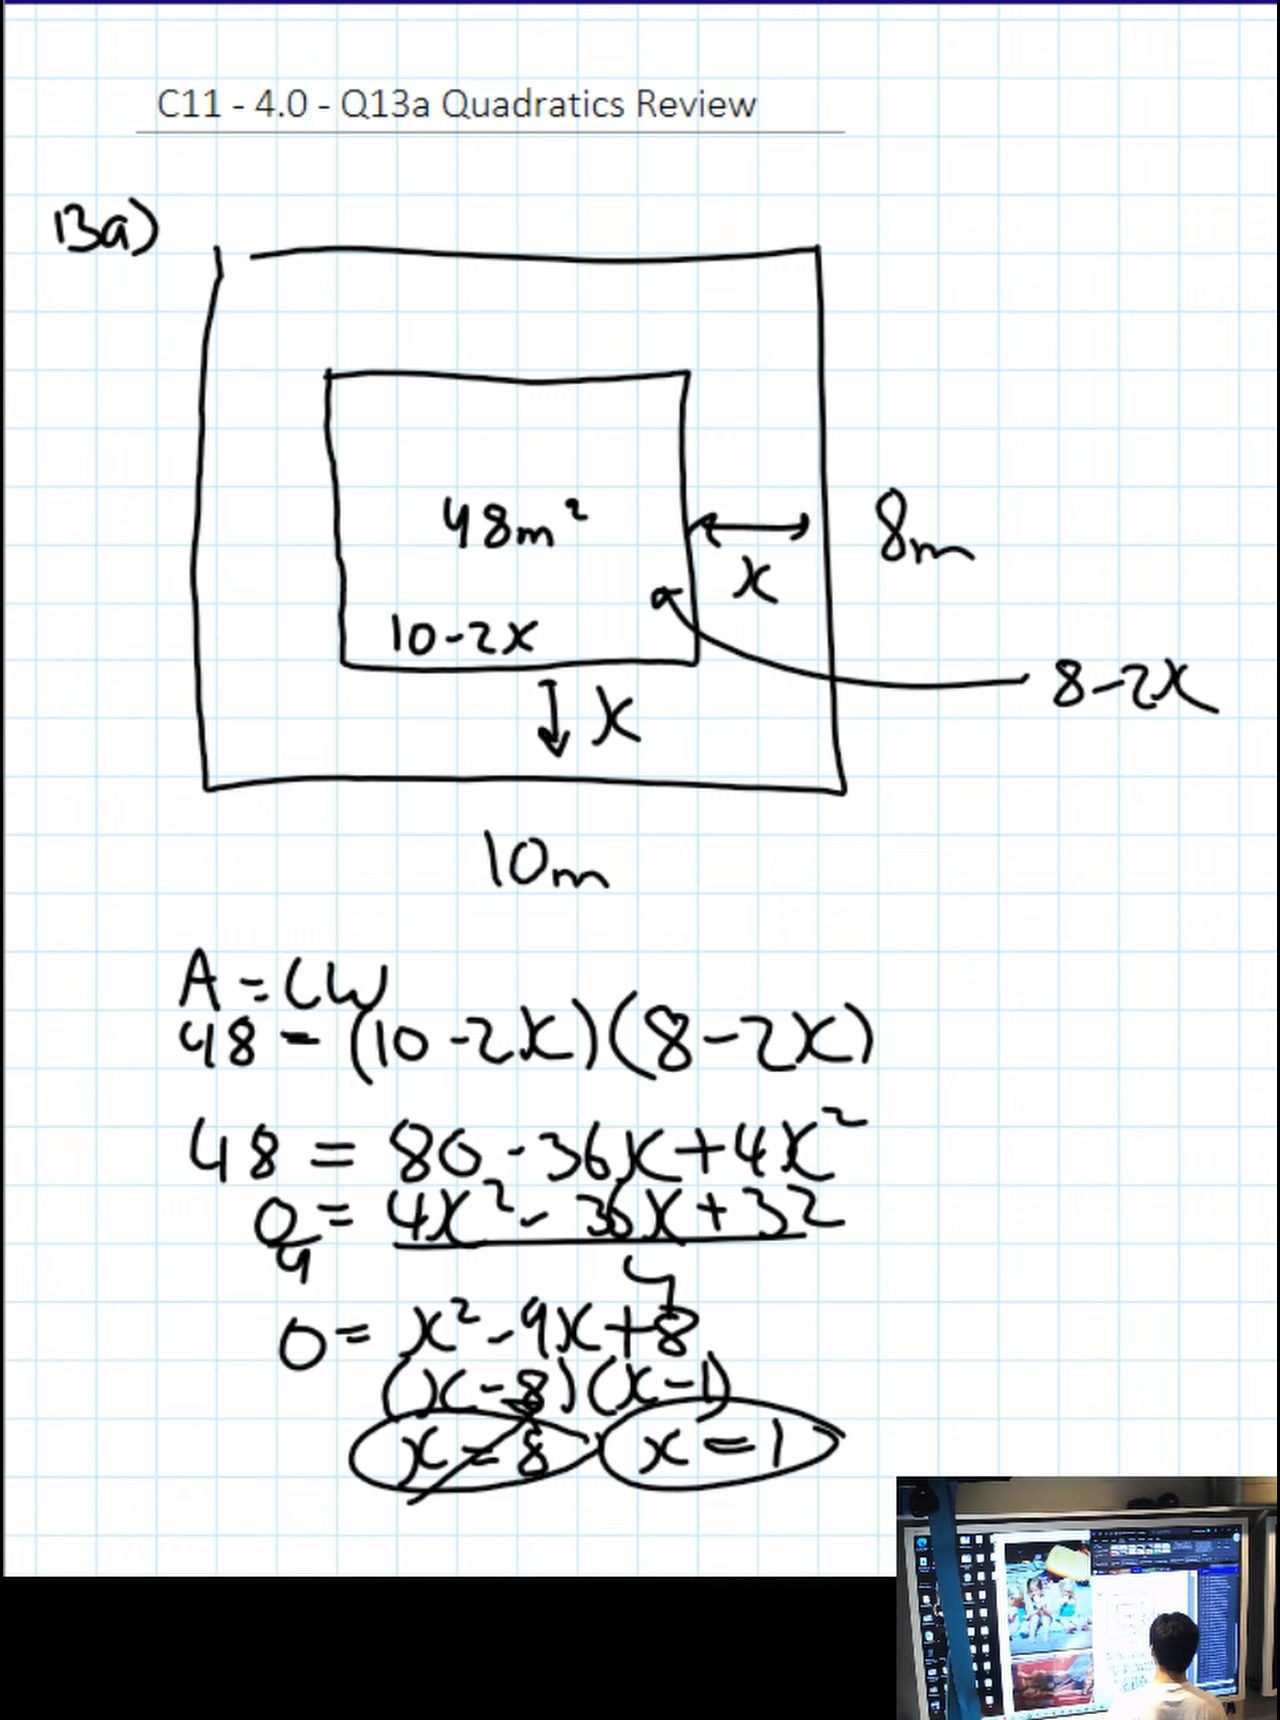 C11 - 4.0 - Q13a Quadratics Review
13a)
48m²
8m
x
10-2x
8-2x
x
10m
A = LW
48 = (10-2x)(8-2x)
48 = 80-36x+4x²
0/4 = 4x²-36x+32/4
0= x²-9x+8
(x-8)(x-1)
x=8 x=1